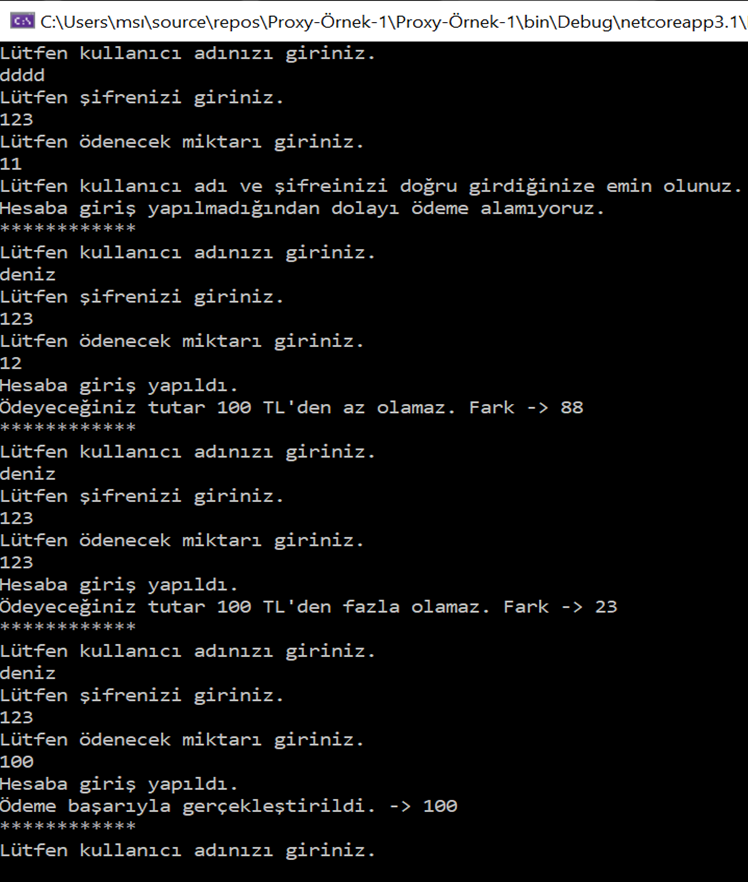 C:\Users\msı\source\repos\Proxy-Örnek-1\Proxy-Örnek-1\bin\Debug\netcoreapp3.1\
Lütfen kullanıcı adınızı giriniz.
dddd
Lütfen şifrenizi giriniz.
123
Lütfen ödenecek miktarı giriniz.
11
Lütfen kullanıcı adı ve şifreinizi doğru girdiğinize emin olunuz.
Hesaba giriş yapılmadığından dolayı ödeme alamıyoruz.
************
Lütfen kullanıcı adınızı giriniz.
deniz
Lütfen şifrenizi giriniz.
123
Lütfen ödenecek miktarı giriniz.
12
Hesaba giriş yapıldı.
Ödeyeceğiniz tutar 100 TL'den az olamaz. Fark -> 88
************
Lütfen kullanıcı adınızı giriniz.
deniz
Lütfen şifrenizi giriniz.
123
Lütfen ödenecek miktarı giriniz.
123
Hesaba giriş yapıldı.
Ödeyeceğiniz tutar 100 TL'den fazla olamaz. Fark -> 23
************
Lütfen kullanıcı adınızı giriniz.
deniz
Lütfen şifrenizi giriniz.
123
Lütfen ödenecek miktarı giriniz.
100
Hesaba giriş yapıldı.
Ödeme başarıyla gerçekleştirildi. -> 100
************
Lütfen kullanıcı adınızı giriniz.